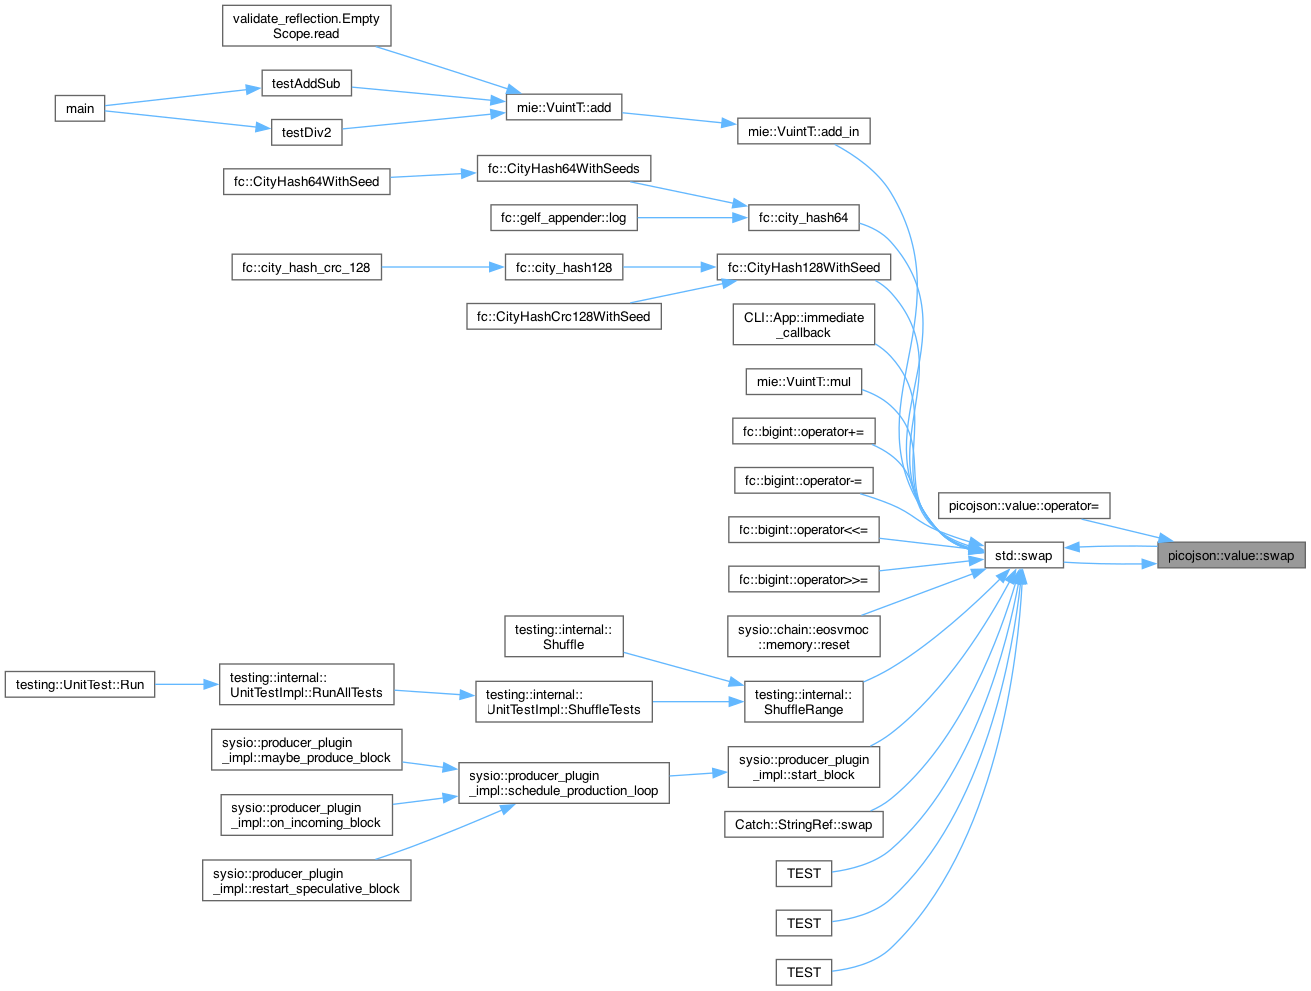 validate_reflection.Empty
Scope.read
testAddSub
main
mie::VuintT::add
testDiv2
mie::VuintT::add_in
fc::CityHash64WithSeeds
fc::CityHash64WithSeed
fc::gelf_appender::log
fc::city_hash64
fc::city_hash_crc_128
fc::city_hash128
fc::CityHash128WithSeed
fc::CityHashCrc128WithSeed
CLI::App::immediate
_callback
mie::VuintT::mul
fc::bigint::operator+=
fc::bigint::operator-=
picojson::value::operator=
fc::bigint::operator<<=
std::swap
picojson::value::swap
fc::bigint::operator>>=
testing::internal::
Shuffle
sysio::chain::eosvmoc
::memory::reset
testing::UnitTest::Run
testing::internal::
UnitTestImpl::RunAllTests
testing::internal::
UnitTestImpl::ShuffleTests
testing::internal::
ShuffleRange
sysio::producer_plugin
_impl::maybe_produce_block
sysio::producer_plugin
_impl::schedule_production_loop
sysio::producer_plugin
_impl::start_block
sysio::producer_plugin
_impl::on_incoming_block
Catch::StringRef::swap
sysio::producer_plugin
_impl::restart_speculative_block
TEST
TEST
TEST